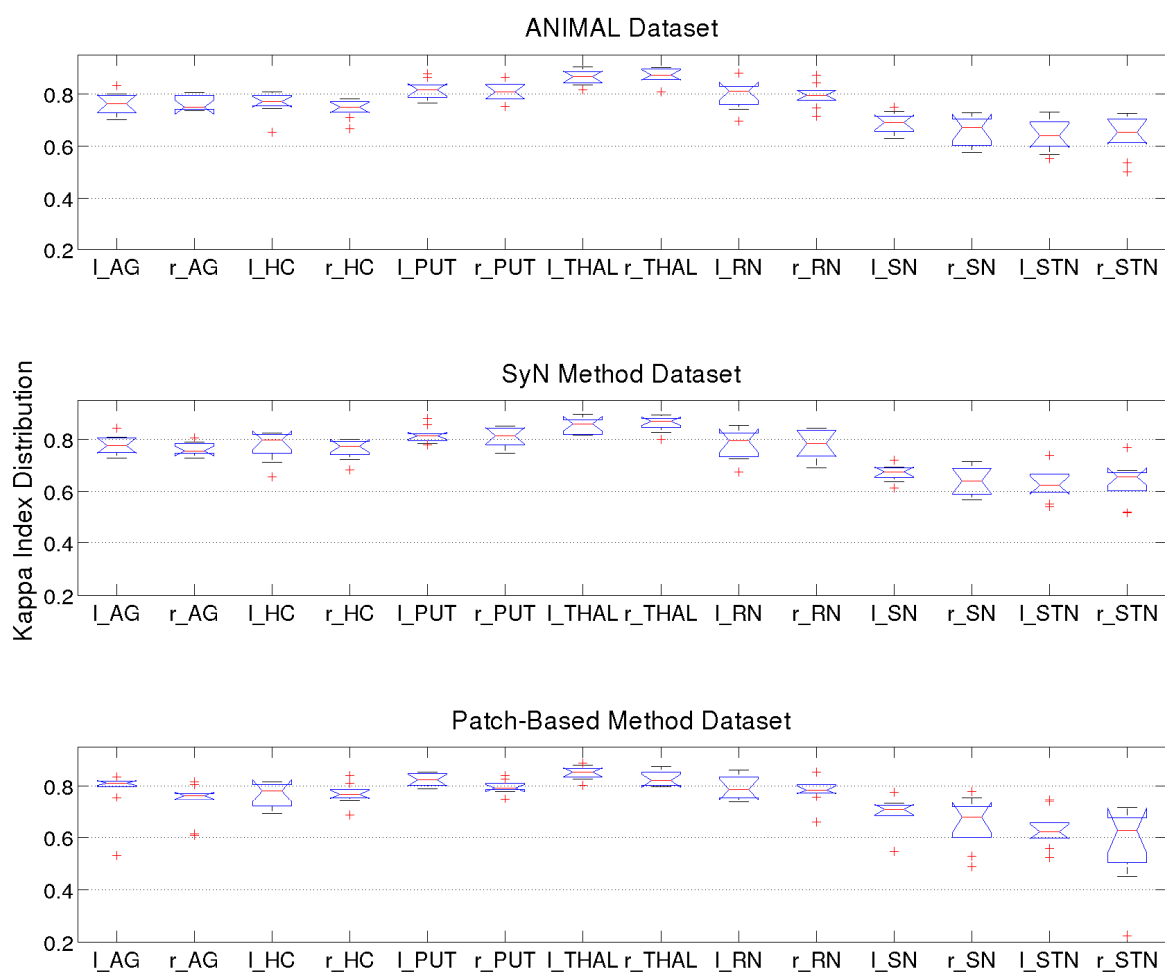 ANIMAL Dataset
0.8
0.6
0.4
0.2
l_AG r_AG l_HC r_HC l_PUT r_PUT l_THAL r_THAL l_RN r_RN l_SN r_SN l_STN r_STN
Kappa Index Distribution
SyN Method Dataset
0.8
0.6
0.4
0.2
l_AG r_AG l_HC r_HC l_PUT r_PUT l_THAL r_THAL l_RN r_RN l_SN r_SN l_STN r_STN
Patch-Based Method Dataset
0.8
0.6
0.4
0.2
l_AG r_AG l_HC r_HC l_PUT r_PUT l_THAL r_THAL l_RN r_RN l_SN r_SN l_STN r_STN